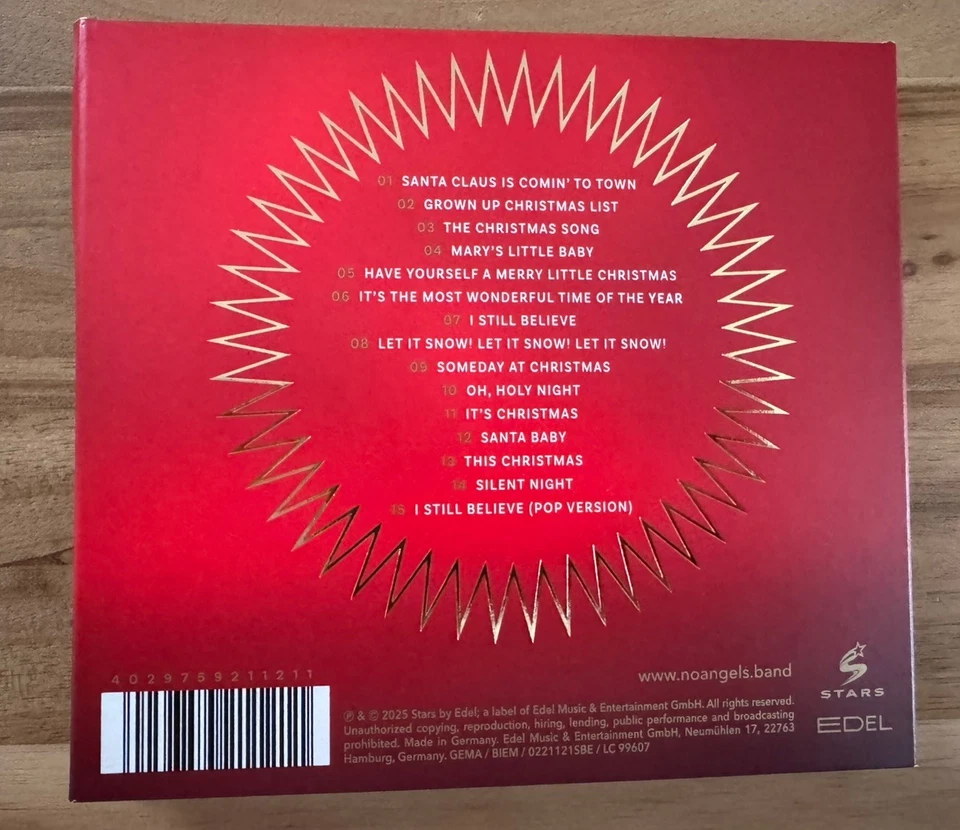 01 SANTA CLAUS IS COMIN' TO TOWN
02 GROWN UP CHRISTMAS LIST
03 THE CHRISTMAS SONG
04 MARY'S LITTLE BABY
05 HAVE YOURSELF A MERRY LITTLE CHRISTMAS
06 IT'S THE MOST WONDERFUL TIME OF THE YEAR
07 I STILL BELIEVE
08 LET IT SNOW! LET IT SNOW! LET IT SNOW!
09 SOMEDAY AT CHRISTMAS
10 OH, HOLY NIGHT
11 IT'S CHRISTMAS
12 SANTA BABY
13 THIS CHRISTMAS
14 SILENT NIGHT
15 I STILL BELIEVE (POP VERSION)
4029759211211
www.noangels.band
STARS
EDEL
℗ & © 2025 Stars by Edel; a label of Edel Music & Entertainment GmbH. All rights reserved.
Unauthorized copying, reproduction, hiring, lending, public performance and broadcasting
prohibited. Made in Germany. Edel Music & Entertainment GmbH, Neumühlen 17, 22763
Hamburg, Germany. GEMA / BIEM / 0221121SBE / LC 99607